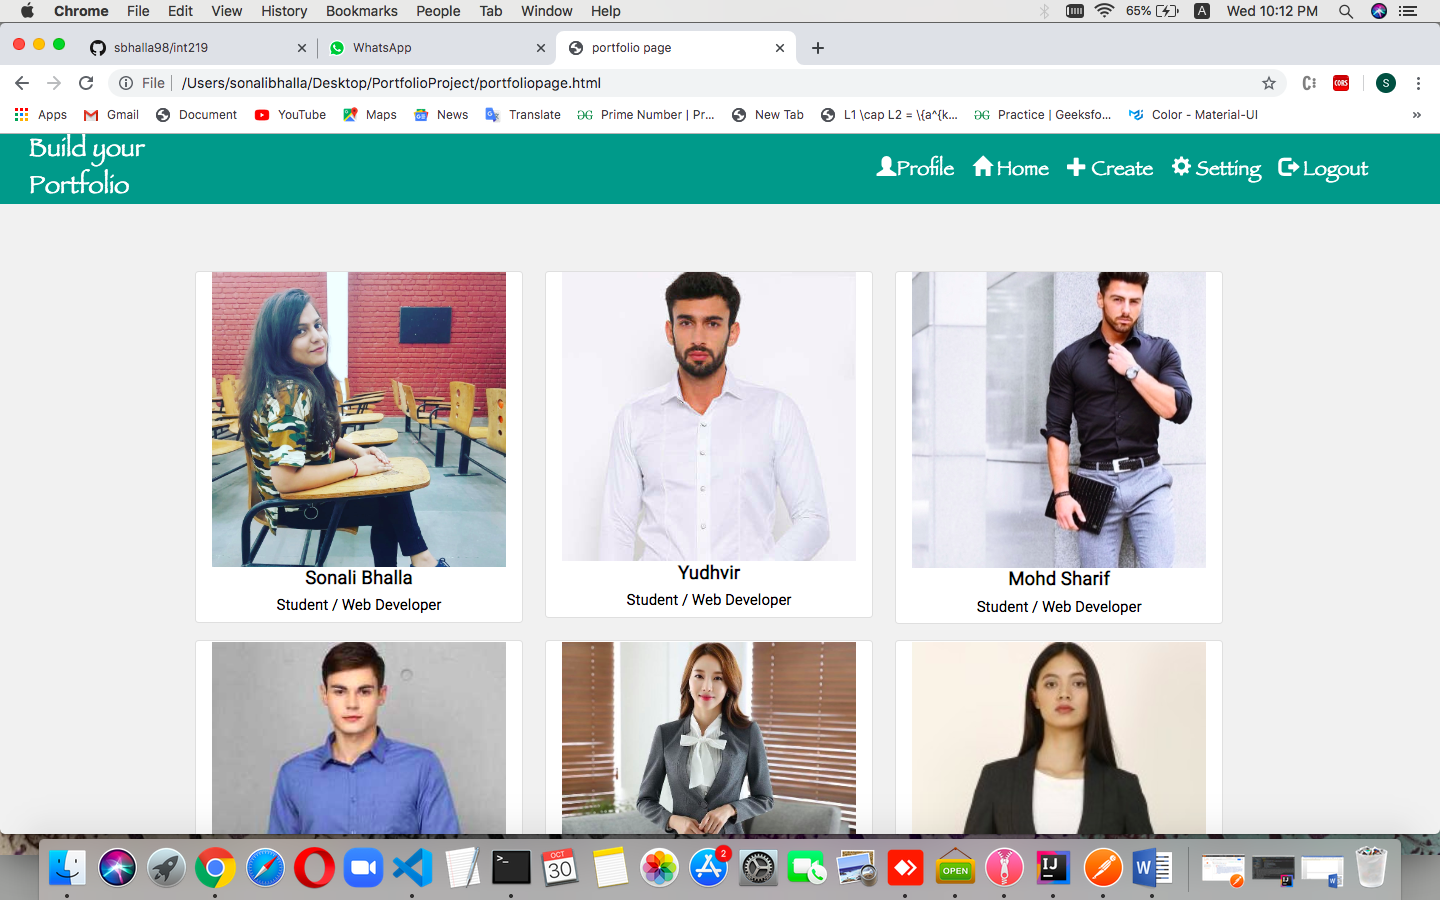 Chrome File Edit View History Bookmarks People Tab Window Help 65% A Wed 10:12 PM
sbhalla98/int219 WhatsApp portfolio page
File /Users/sonalibhalla/Desktop/PortfolioProject/portfoliopage.html CORS S
Apps Gmail Document YouTube Maps News Translate Prime Number | Pr... New Tab L1 \cap L2 = \{a^{k... Practice | Geeksfo... Color - Material-UI »
Build your
Portfolio
Profile Home Create Setting Logout
Sonali Bhalla
Student / Web Developer
Yudhvir
Student / Web Developer
Mohd Sharif
Student / Web Developer
OCT
30
2
OPEN
IJ
W